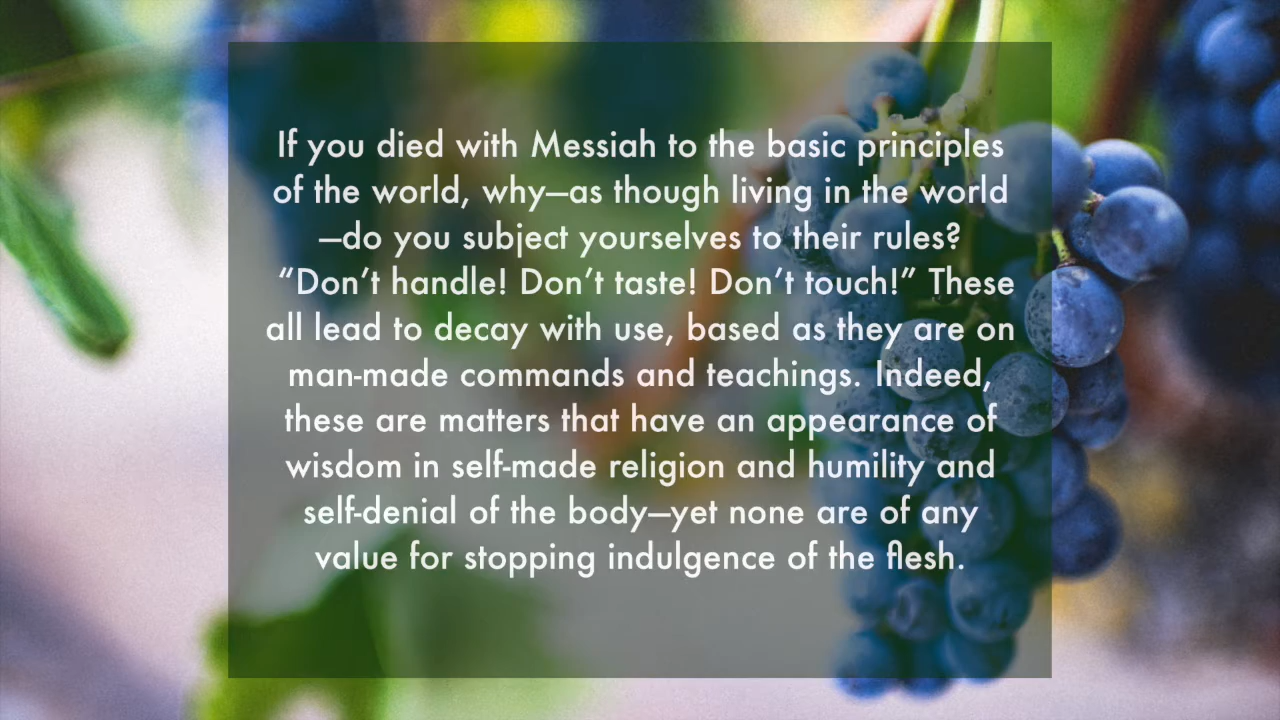 If you died with Messiah to the basic principles
of the world, why—as though living in the world
—do you subject yourselves to their rules?
“Don’t handle! Don’t taste! Don’t touch!” These
all lead to decay with use, based as they are on
man-made commands and teachings. Indeed,
these are matters that have an appearance of
wisdom in self-made religion and humility and
self-denial of the body—yet none are of any
value for stopping indulgence of the flesh.